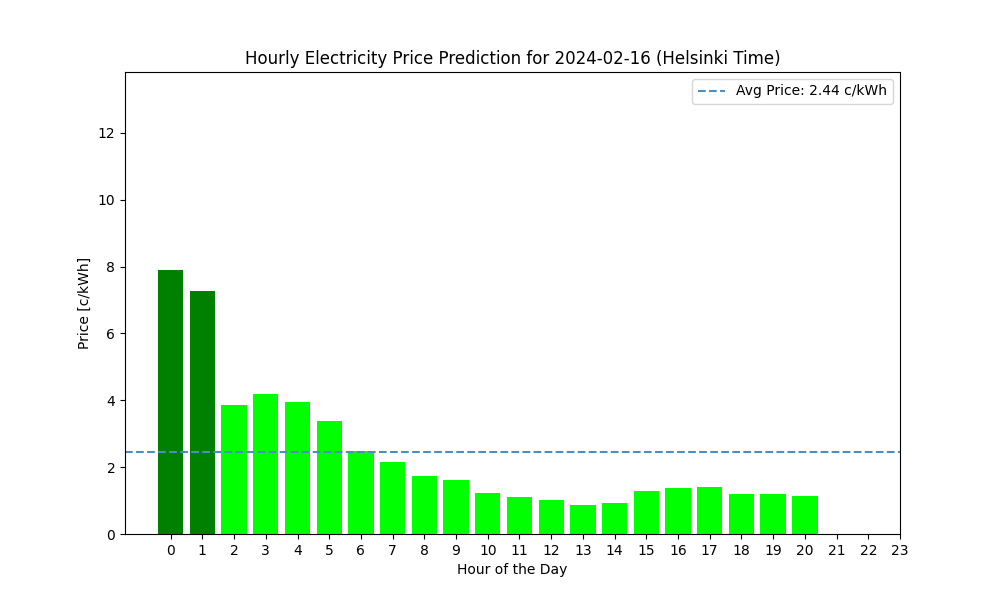 Hourly Electricity Price Prediction for 2024-02-16 (Helsinki Time)
Avg Price: 2.44 c/kWh
Price [c/kWh]
12
10
8
6
4
2
0
0 1 2 3 4 5 6 7 8 9 10 11 12 13 14 15 16 17 18 19 20 21 22 23
Hour of the Day